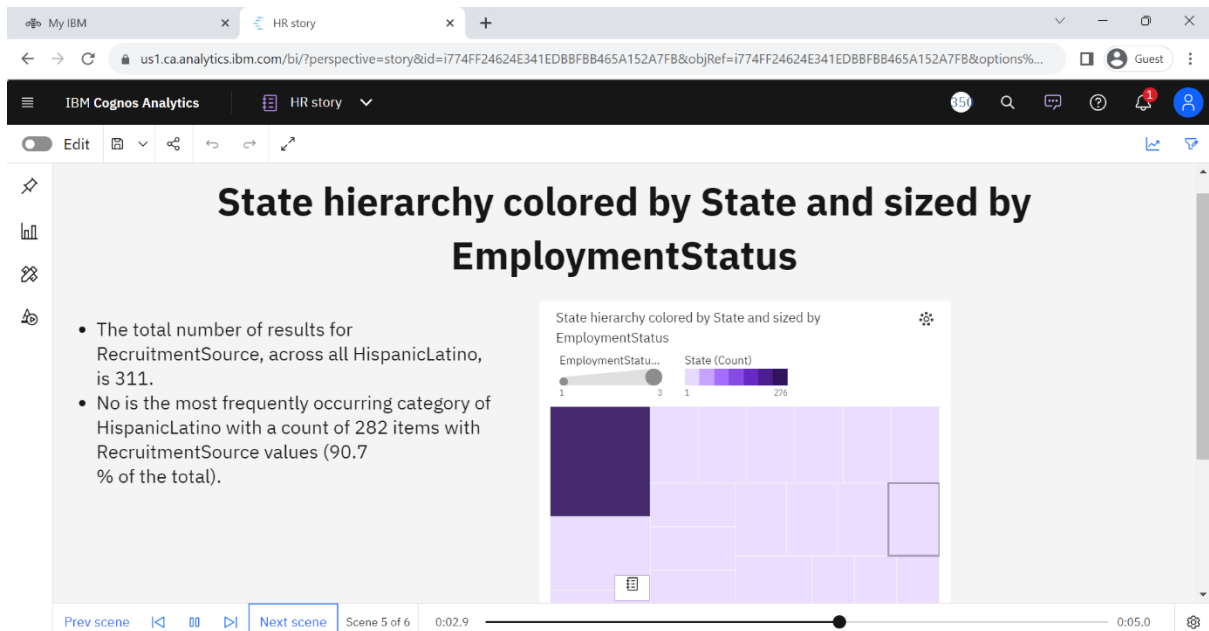 My IBM
HR story
us1.ca.analytics.ibm.com/bi/?perspective=story&id=i774FF24624E341EDBBFBB465A152A7FB&objRef=i774FF24624E341EDBBFBB465A152A7FB&options%...
Guest
IBM Cognos Analytics
HR story
350
1
Edit
State hierarchy colored by State and sized by
EmploymentStatus
• The total number of results for
RecruitmentSource, across all HispanicLatino,
is 311.
• No is the most frequently occurring category of
HispanicLatino with a count of 282 items with
RecruitmentSource values (90.7
% of the total).
State hierarchy colored by State and sized by
EmploymentStatus
EmploymentStatu... State (Count)
1 3 1 276
Prev scene Next scene Scene 5 of 6 0:02.9 0:05.0